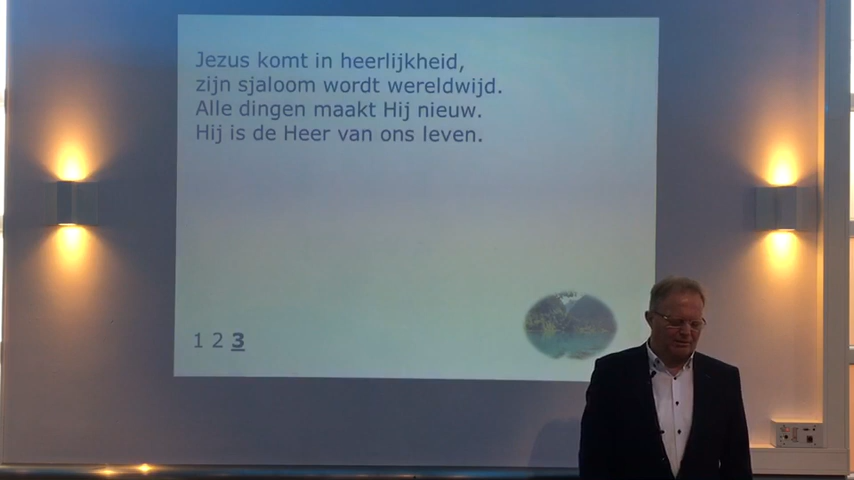 Jezus komt in heerlijkheid,
zijn sjaloom wordt wereldwijd.
Alle dingen maakt Hij nieuw.
Hij is de Heer van ons leven.
1 2 3